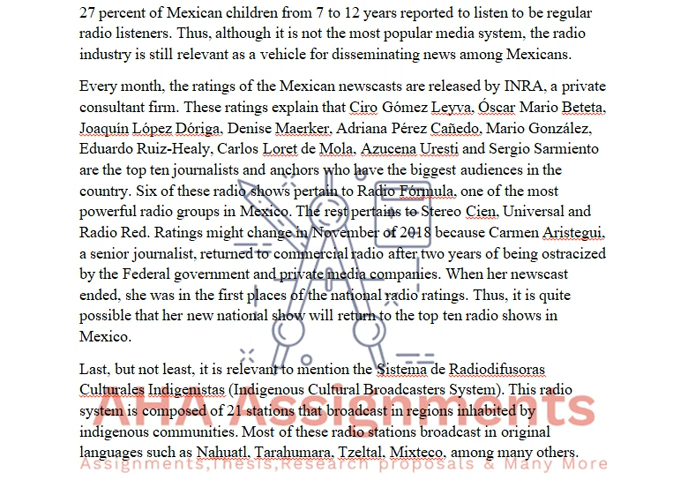 27 percent of Mexican children from 7 to 12 years reported to listen to be regular
radio listeners. Thus, although it is not the most popular media system, the radio
industry is still relevant as a vehicle for disseminating news among Mexicans.
Every month, the ratings of the Mexican newscasts are released by INRA, a private
consultant firm. These ratings explain that Ciro Gómez Leyva, Óscar Mario Beteta,
Joaquín López Dóriga, Denise Maerker, Adriana Pérez Cañedo, Mario González,
Eduardo Ruiz-Healy, Carlos Loret de Mola, Azucena Uresti and Sergio Sarmiento
are the top ten journalists and anchors who have the biggest audiences in the
country. Six of these radio shows pertain to Radio Fórmula, one of the most
powerful radio groups in Mexico. The rest pertains to Stereo Cien, Universal and
Radio Red. Ratings might change in November of 2018 because Carmen Aristegui,
a senior journalist, returned to commercial radio after two years of being ostracized
by the Federal government and private media companies. When her newscast
ended, she was in the first places of the national radio ratings. Thus, it is quite
possible that her new national show will return to the top ten radio shows in
Mexico.
Last, but not least, it is relevant to mention the Sistema de Radiodifusoras
Culturales Indigenistas (Indigenous Cultural Broadcasters System). This radio
system is composed of 21 stations that broadcast in regions inhabited by
indigenous communities. Most of these radio stations broadcast in original
languages such as Nahuatl, Tarahumara, Tzeltal, Mixteco, among many others.
AHA Assignments
Assignments,Thesis,Research proposals & Many More